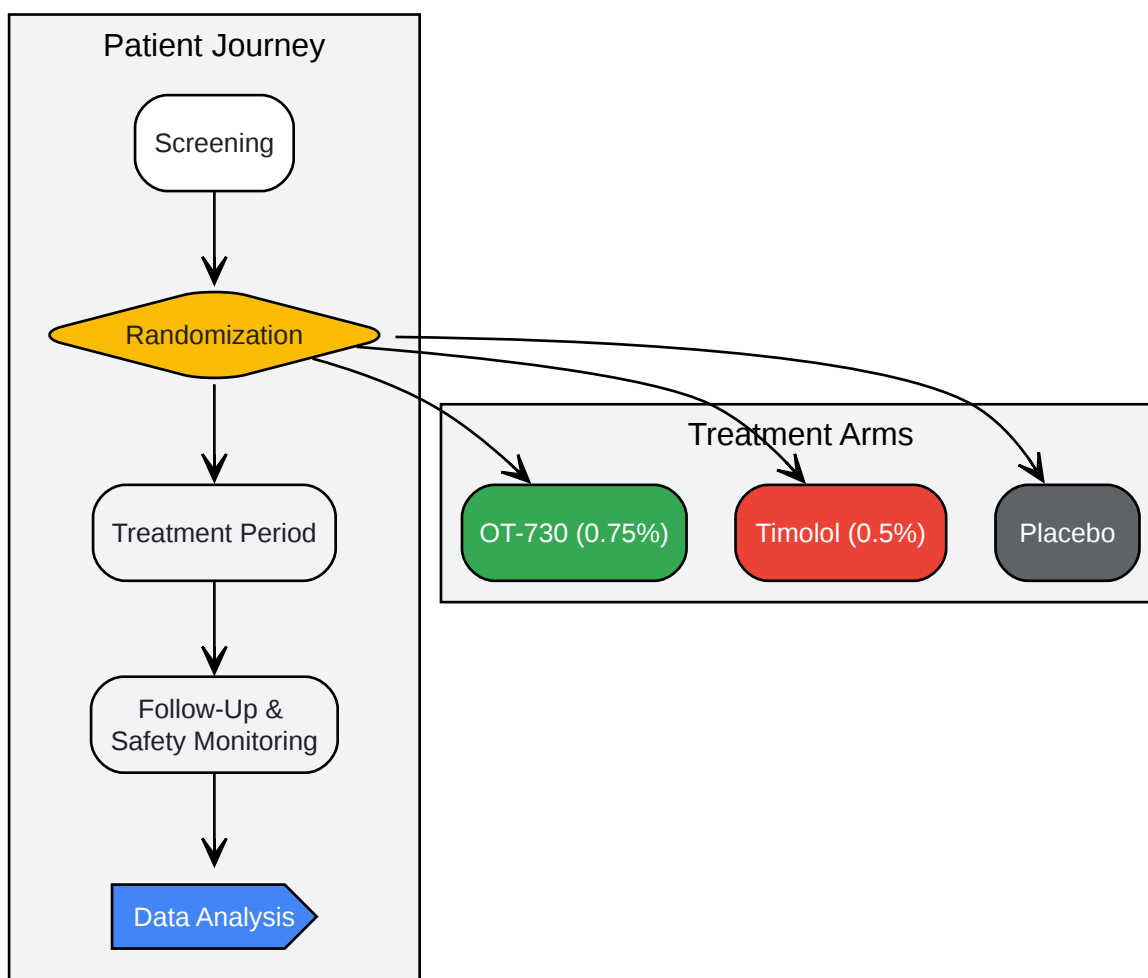 Patient Journey
Screening
Randomization
Treatment Arms
Treatment Period
OT-730 (0.75%)
Timolol (0.5%)
Placebo
Follow-Up &
Safety Monitoring
Data Analysis